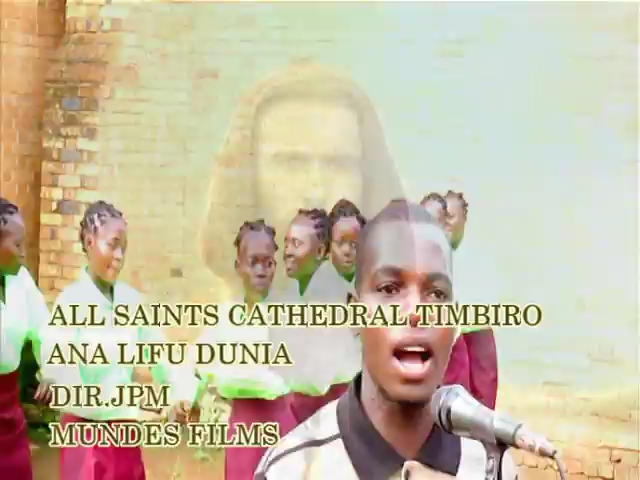 ALL SAINTS CATHEDRAL TIMBIRO
ANA LIFU DUNIA
DIR.JPM
MUNDES FILMS